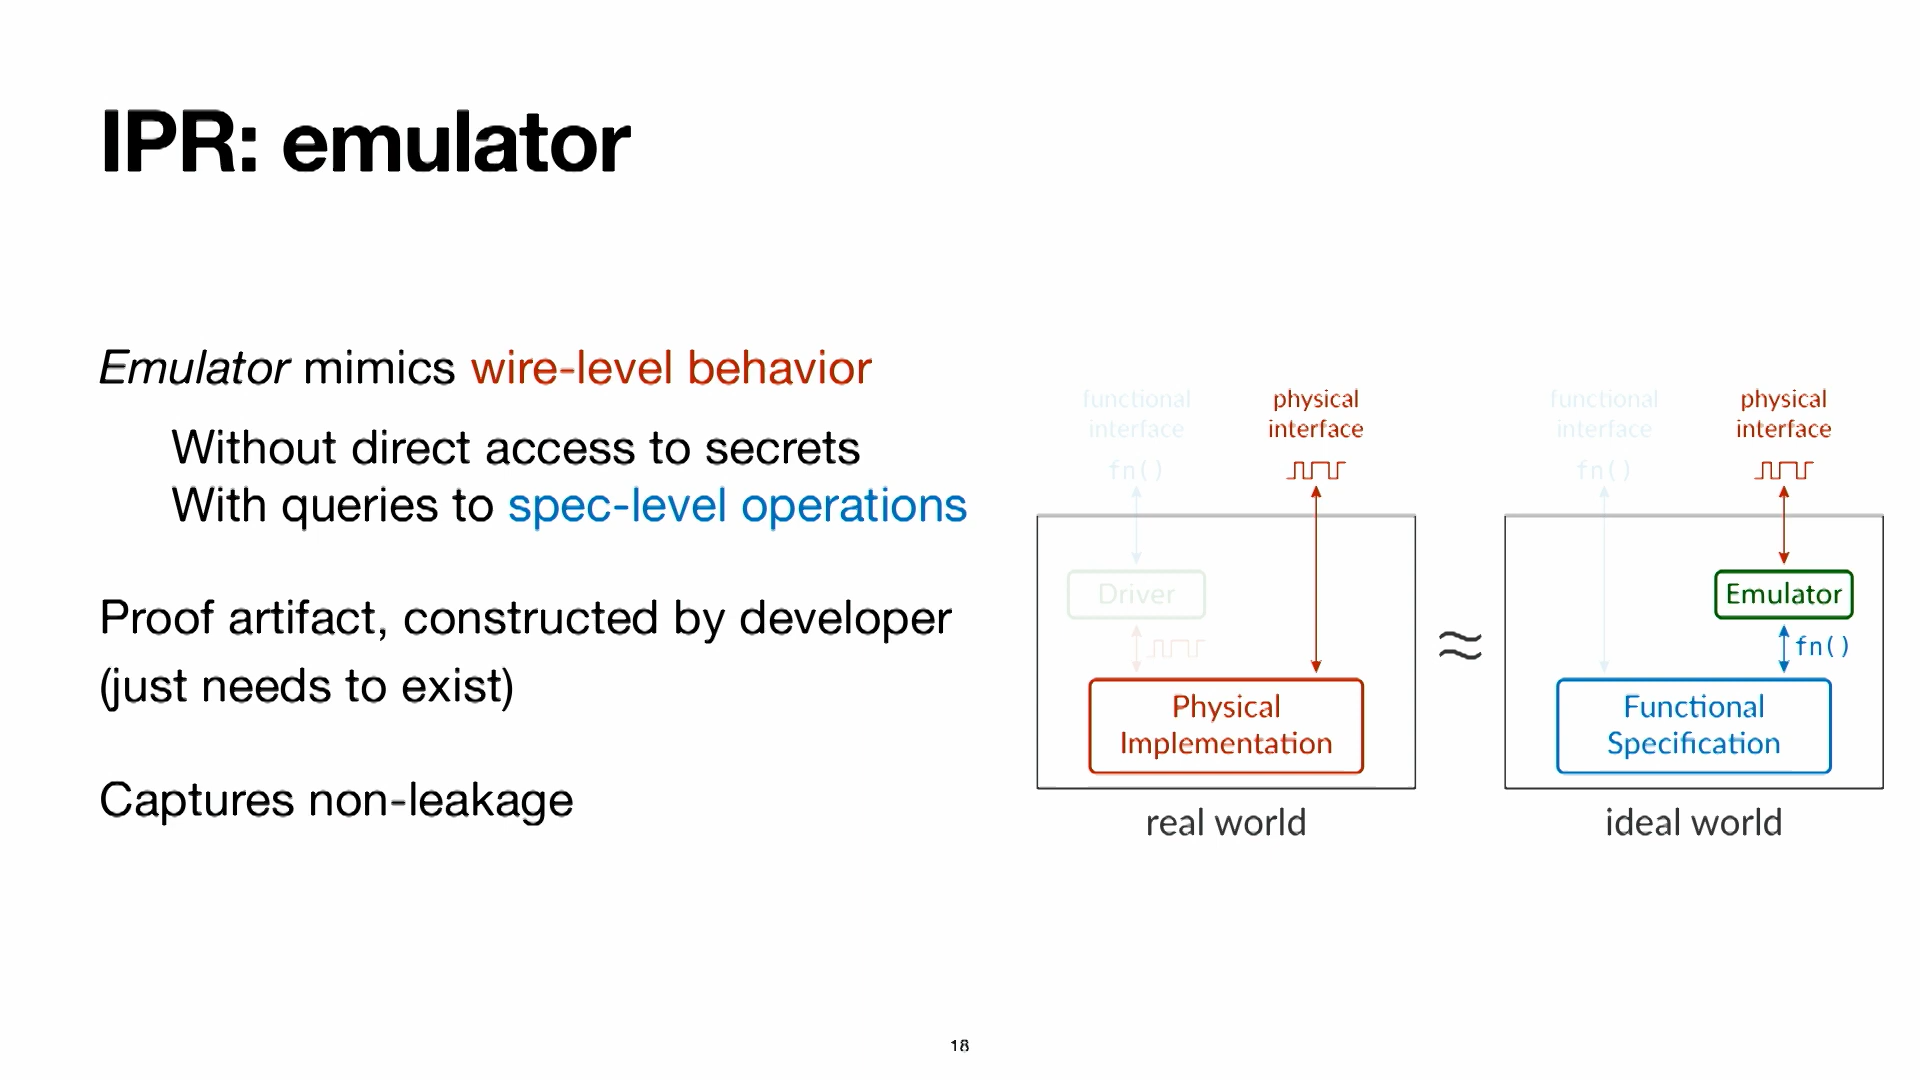 IPR: emulator
Emulator mimics wire-level behavior
Without direct access to secrets
With queries to spec-level operations
Proof artifact, constructed by developer
(just needs to exist)
Captures non-leakage
functional
interface
fn()
physical
interface
Driver
Physical
Implementation
real world
≈
functional
interface
fn()
physical
interface
Emulator
fn()
Functional
Specification
ideal world
18